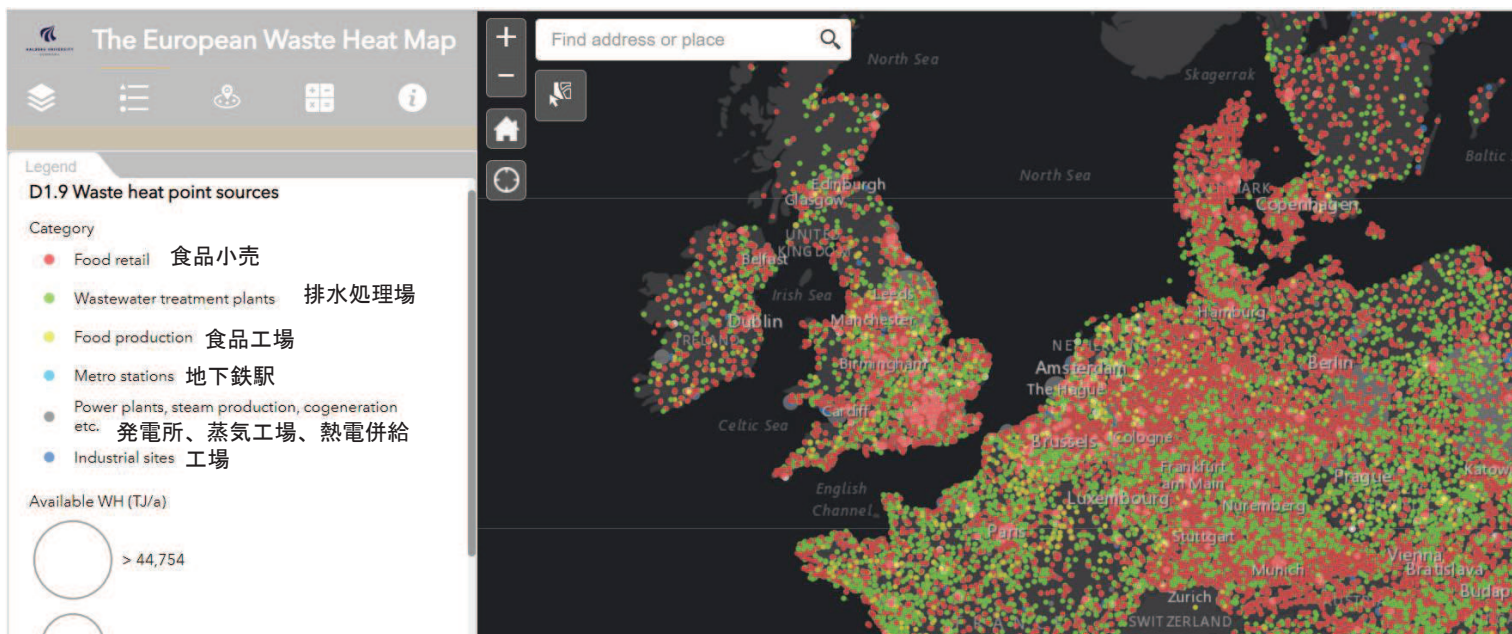 The European Waste Heat Map
Find address or place
Legend
D1.9 Waste heat point sources
Category
Food retail 食品小売
Wastewater treatment plants 排水処理場
Food production 食品工場
Metro stations 地下鉄駅
Power plants, steam production, cogeneration
etc. 発電所、蒸気工場、熱電併給
Industrial sites 工場
Available WH (TJ/a)
> 44,754
North Sea
Skagerrak
Baltic
North Sea
Edinburgh
Glasgow
Copenhagen
UNITED
KINGDOM
Belfast
Irish Sea
Leeds
Dublin
Manchester
Hamburg
Birmingham
Amsterdam
Berlin
The Hague
Cardiff
Celtic Sea
Brussels
Cologne
English
Channel
Frankfurt
am Main
Prague
Katow
Luxembourg
Nuremberg
Paris
Stuttgart
Vienna
Munich
Bratislava
Budap
Zurich
SWITZERLAND